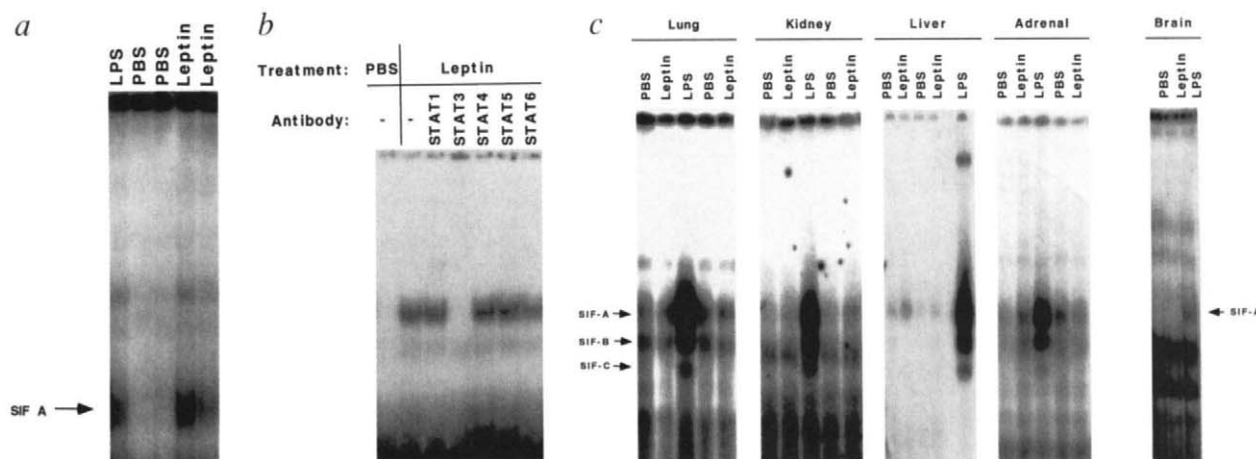 a
LPS
PBS
PBS
Leptin
Leptin
SIF A
b
Treatment: PBS Leptin
Antibody: - - STAT1 STAT3 STAT4 STAT5 STAT6
c
Lung Kidney Liver Adrenal Brain
PBS Leptin LPS PBS Leptin
PBS Leptin LPS PBS Leptin
PBS Leptin PBS Leptin LPS
PBS Leptin LPS PBS Leptin
PBS Leptin LPS
SIF-A
SIF-B
SIF-C
SIF-A